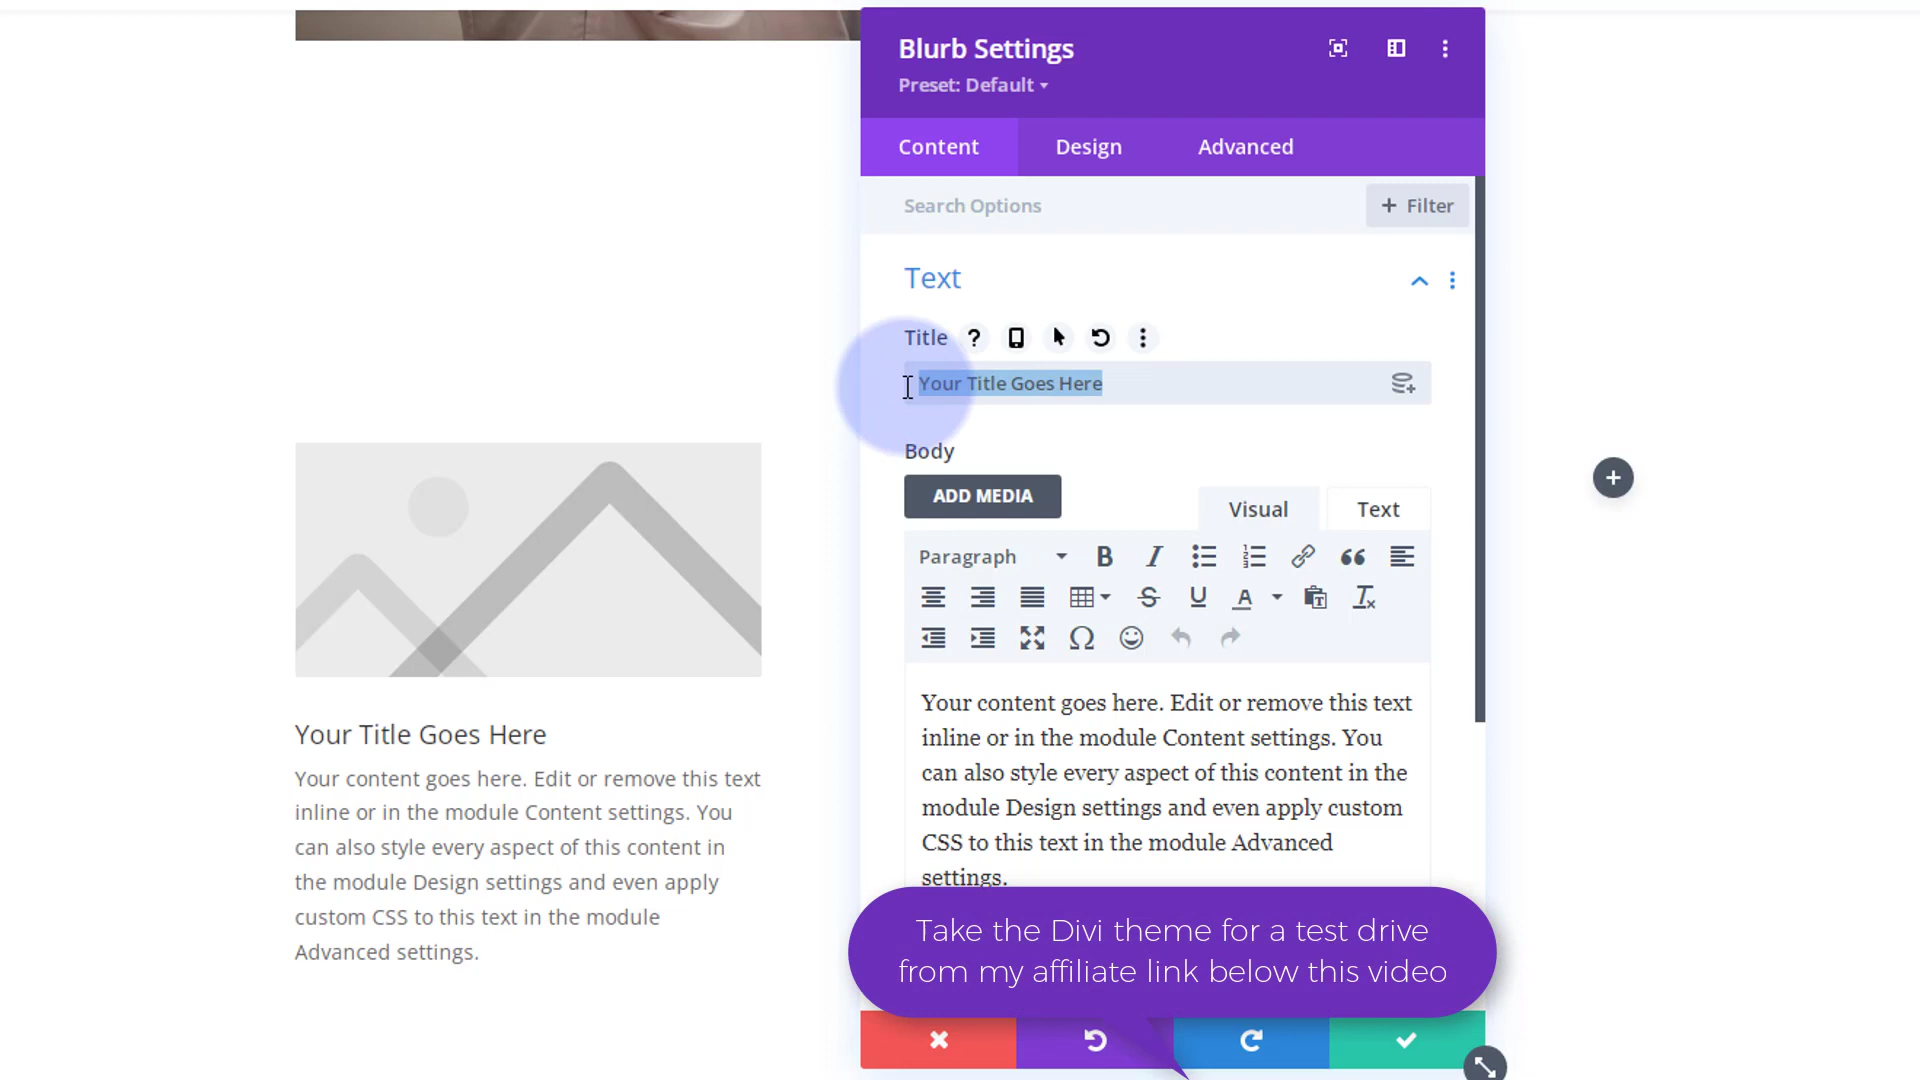 Blurb Settings
Preset: Default
Content Design Advanced
Search Options
+ Filter
Text
Title ?
Your Title Goes Here
Body
ADD MEDIA
Visual Text
Paragraph
Your content goes here. Edit or remove this text
inline or in the module Content settings. You
can also style every aspect of this content in the
module Design settings and even apply custom
CSS to this text in the module Advanced
settings.
Your Title Goes Here
Your content goes here. Edit or remove this text
inline or in the module Content settings. You
can also style every aspect of this content in
the module Design settings and even apply
custom CSS to this text in the module
Advanced settings.
Take the Divi theme for a test drive
from my affiliate link below this video